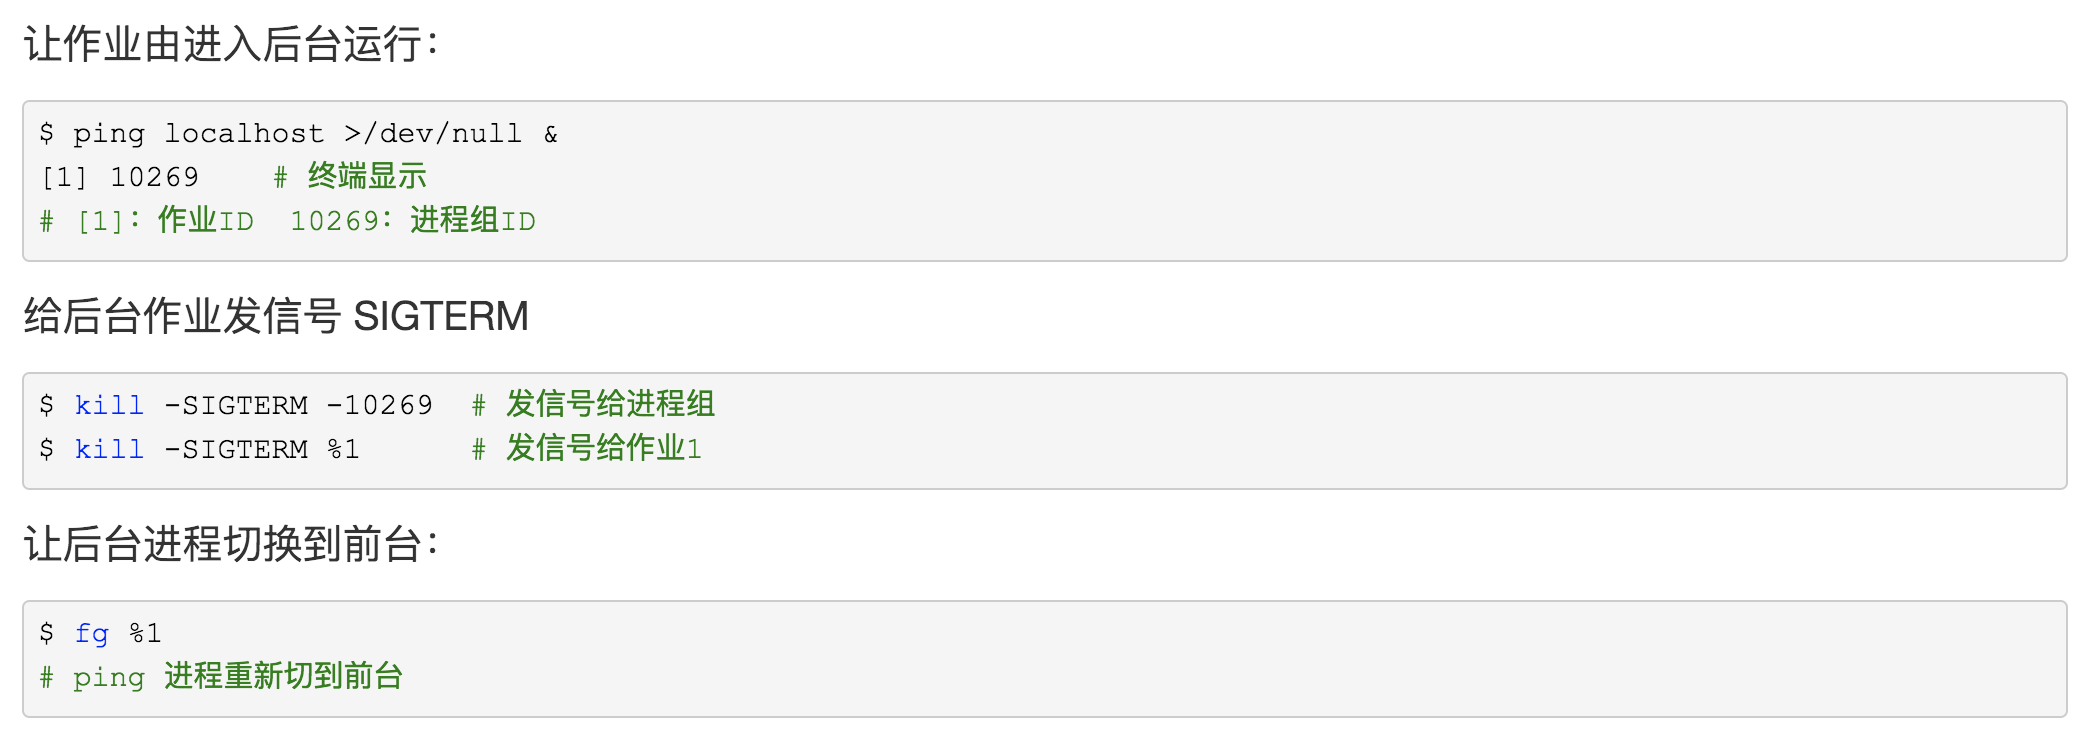 让作业由进入后台运行：
$ ping localhost >/dev/null &
[1] 10269    # 终端显示
# [1]：作业ID  10269：进程组ID
给后台作业发信号 SIGTERM
$ kill -SIGTERM -10269  # 发信号给进程组
$ kill -SIGTERM %1      # 发信号给作业1
让后台进程切换到前台：
$ fg %1
# ping 进程重新切到前台